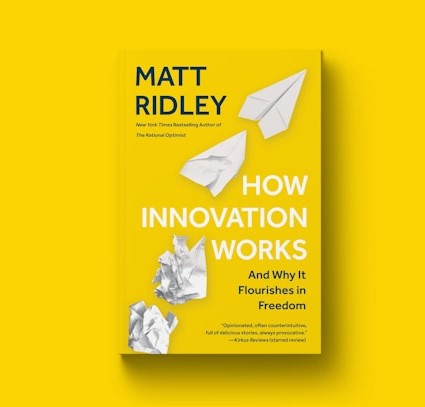 MATT
RIDLEY
New York Times Bestselling Author of
The Rational Optimist
HOW
INNOVATION
WORKS
And Why It
Flourishes in
Freedom
"Opinionated, often counterintuitive,
full of delicious stories, always provocative."
—Kirkus Reviews (starred review)